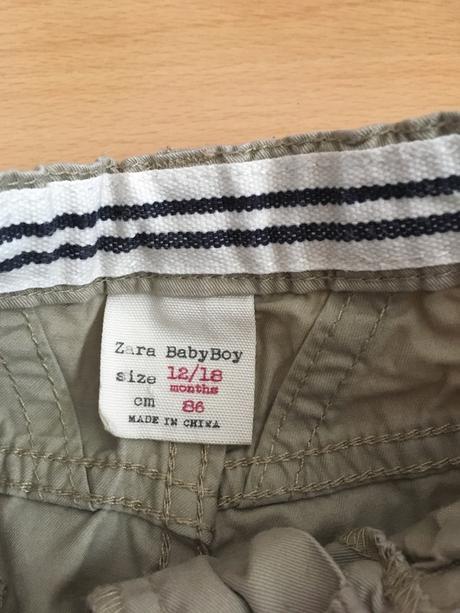 Zara BabyBoy
size 12/18
months
cm 86
MADE IN CHINA